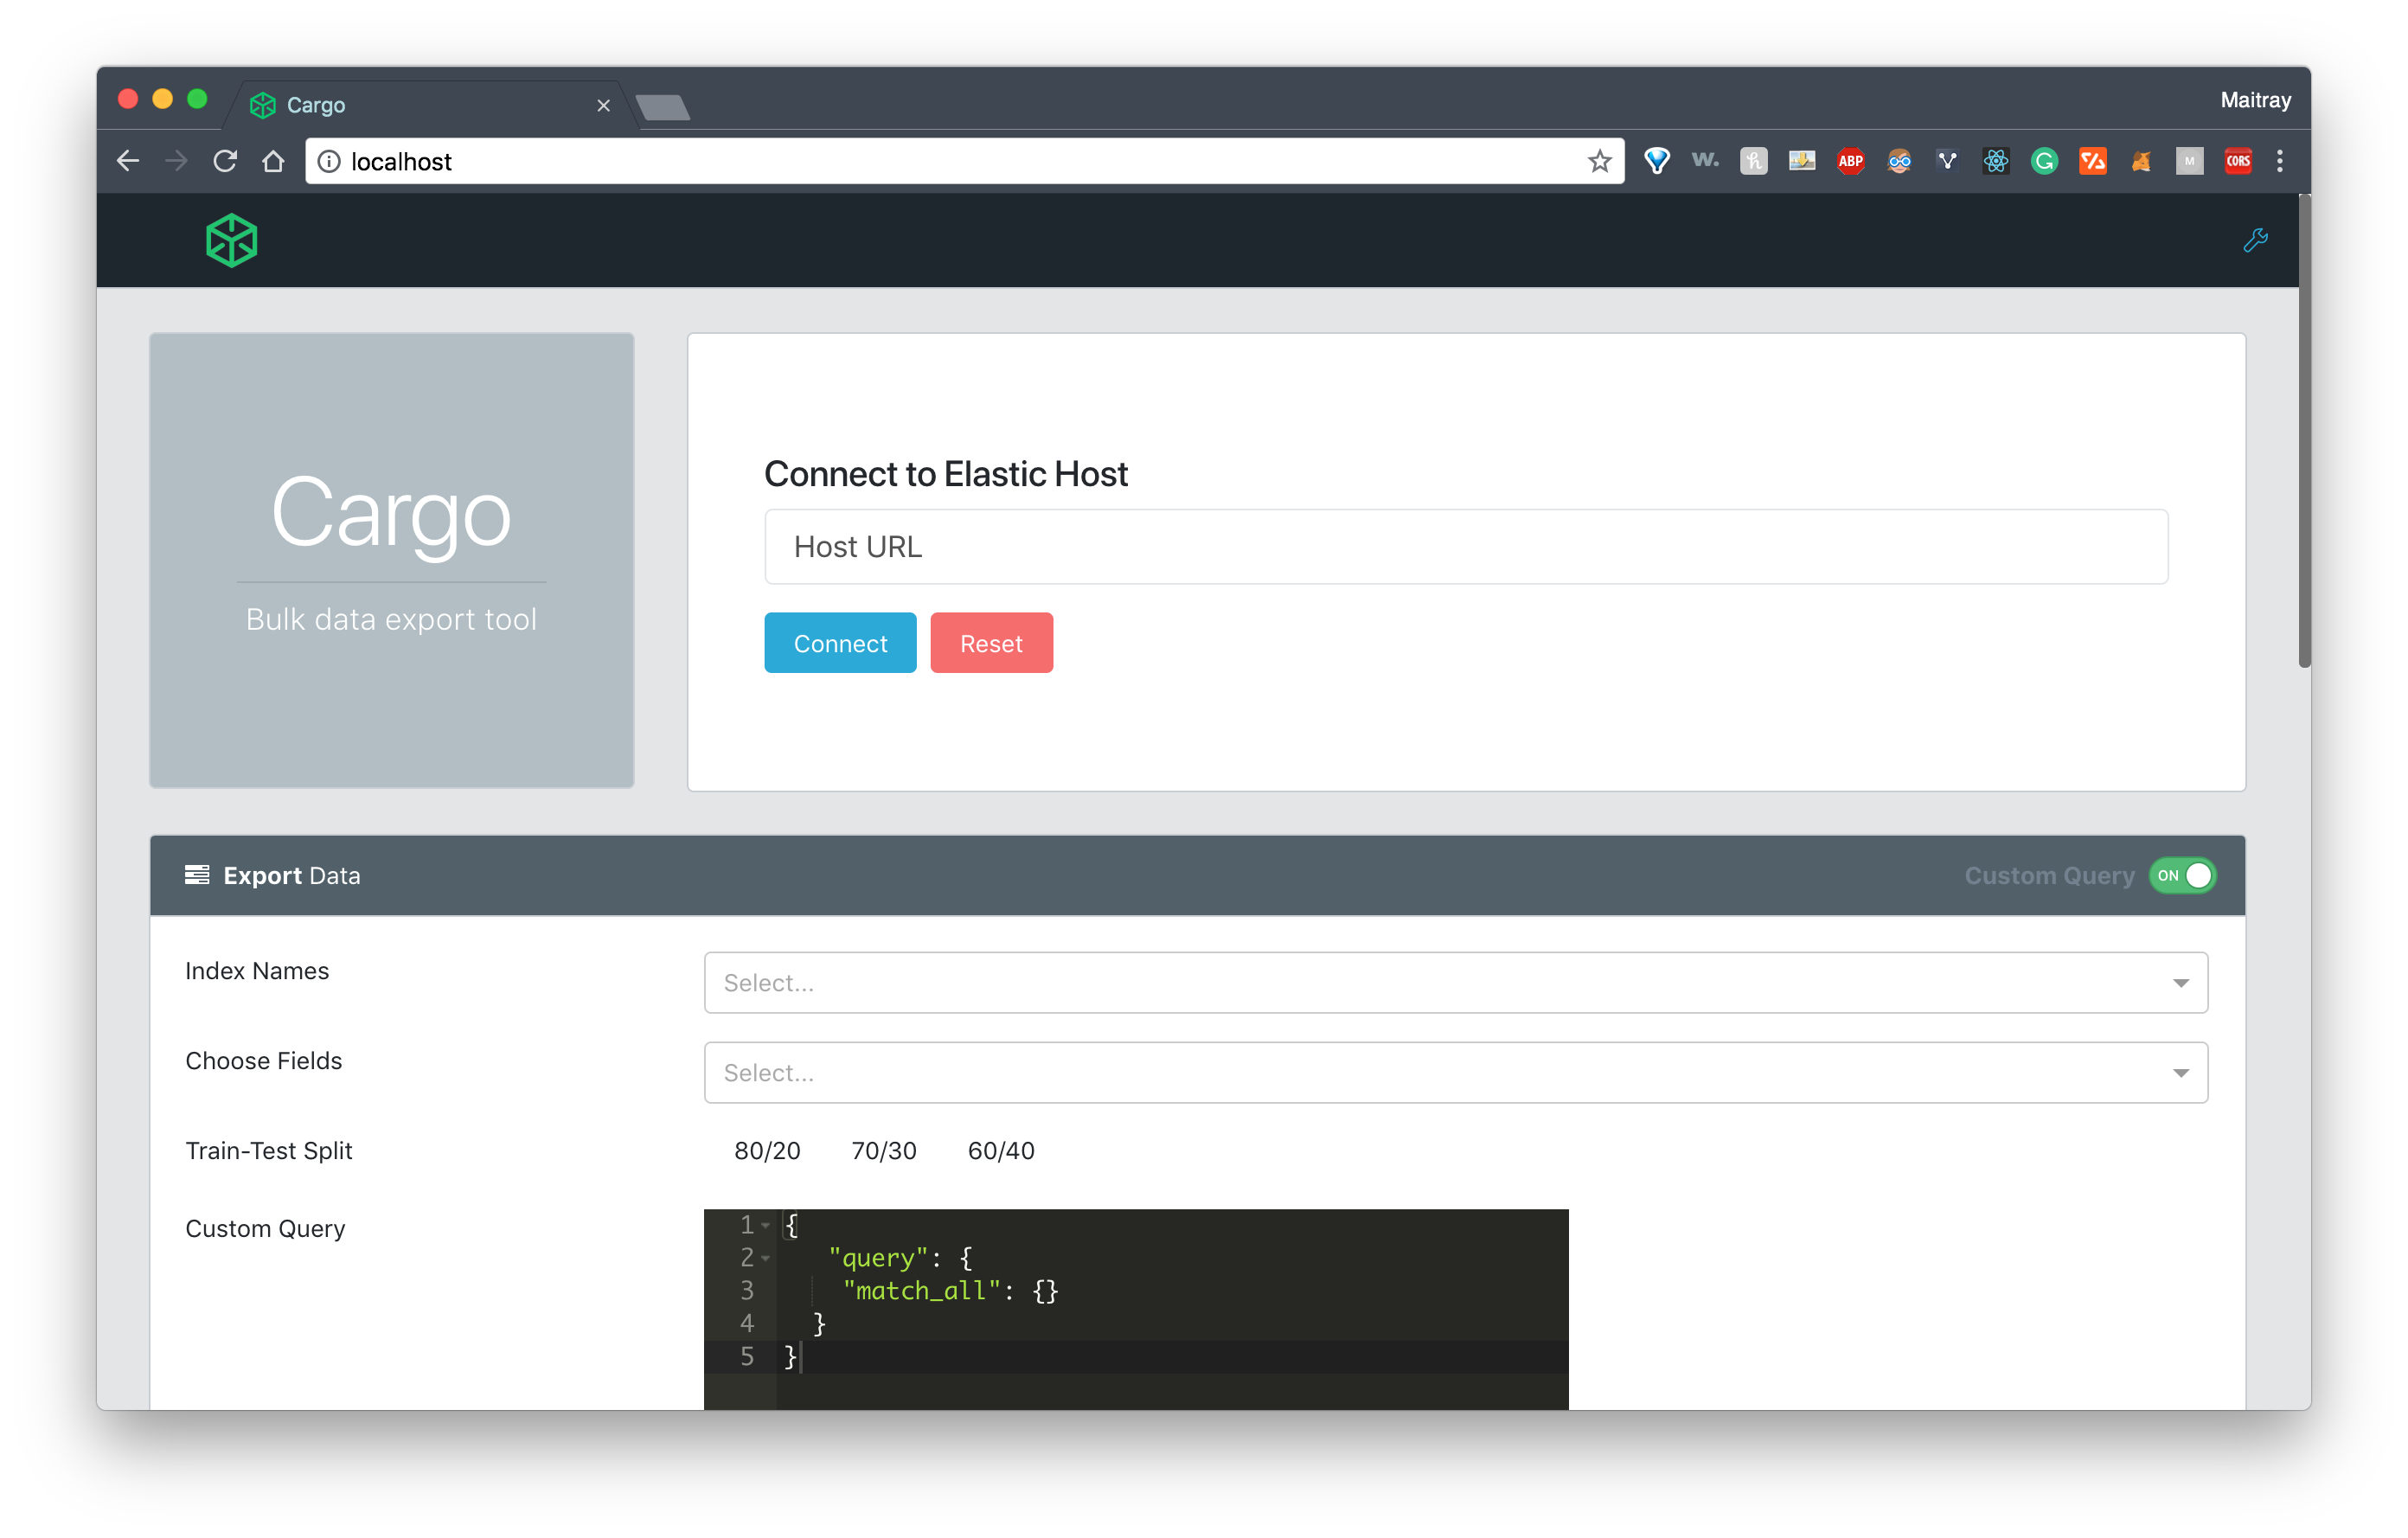 Cargo
Maitray
localhost
W.
ABP
M
CORS
Cargo
Bulk data export tool
Connect to Elastic Host
Host URL
Connect
Reset
Export Data
Custom Query
ON
Index Names
Select...
Choose Fields
Select...
Train-Test Split
80/20
70/30
60/40
Custom Query
1 {
2 "query": {
3 "match_all": {}
4 }
5 }